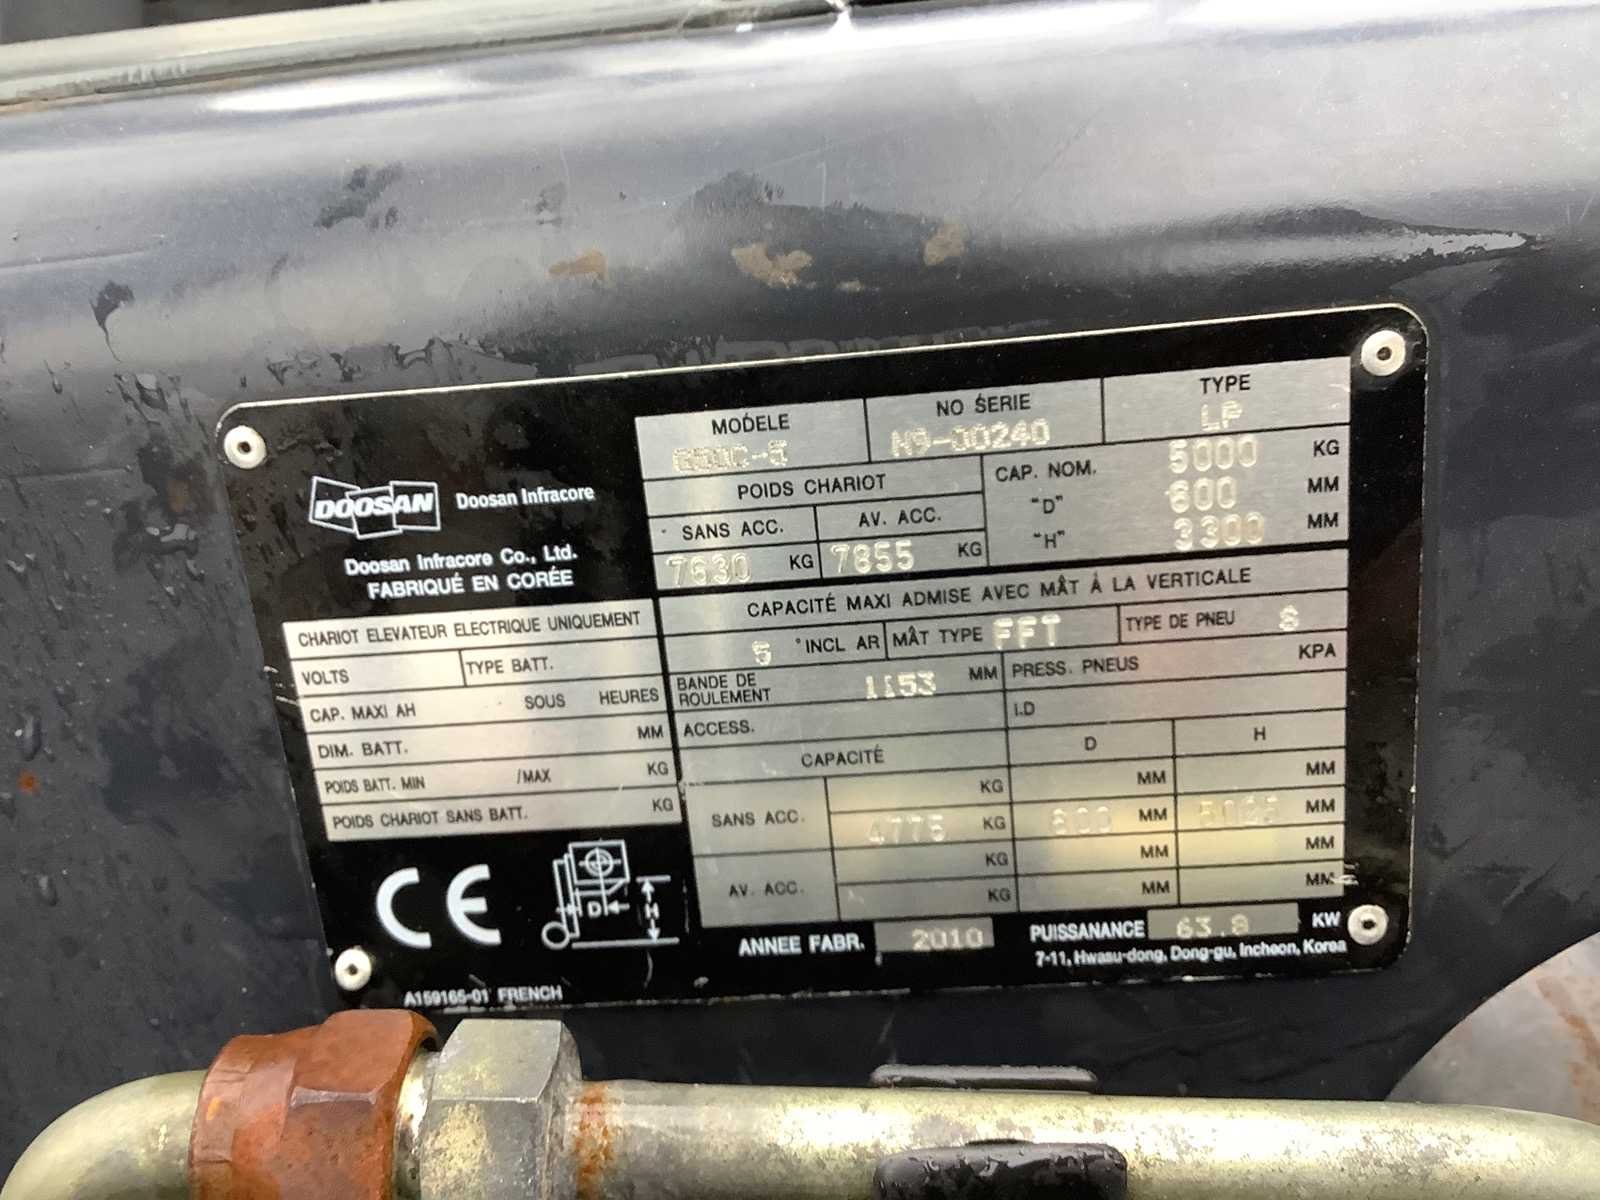 MODÈLE
NO SERIE
N9-00240
TYPE
LP
POIDS CHARIOT
SANS ACC.
7630 KG
AV. ACC.
7855 KG
CAP. NOM. 5000 KG
"D" 600 MM
"H" 3300 MM
DOOSAN Doosan Infracore
Doosan Infracore Co., Ltd.
FABRIQUÉ EN CORÉE
CAPACITÉ MAXI ADMISE AVEC MÂT À LA VERTICALE
5 °INCL AR MÂT TYPE FFT TYPE DE PNEU S
BANDE DE
ROULEMENT
1153 MM PRESS. PNEUS KPA
ACCESS. I.D
CAPACITÉ D H
SANS ACC.
KG MM MM
4775 KG 600 MM MM
AV. ACC.
KG MM MM
KG MM MM
CHARIOT ELEVATEUR ELECTRIQUE UNIQUEMENT
VOLTS TYPE BATT.
CAP. MAXI AH SOUS HEURES
DIM. BATT. MM
POIDS BATT. MIN /MAX KG
POIDS CHARIOT SANS BATT. KG
CE
D
H
ANNEE FABR. 2010 PUISSANANCE 63.8 KW
7-11, Hwasu-dong, Dong-gu, Incheon, Korea
A159165-01 FRENCH